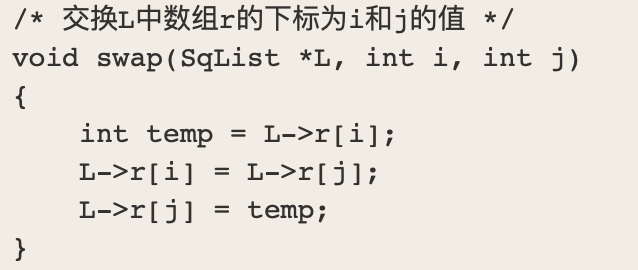 /* 交换L中数组r的下标为i和j的值 */
void swap(SqList *L, int i, int j)
{
    int temp = L->r[i];
    L->r[i] = L->r[j];
    L->r[j] = temp;
}